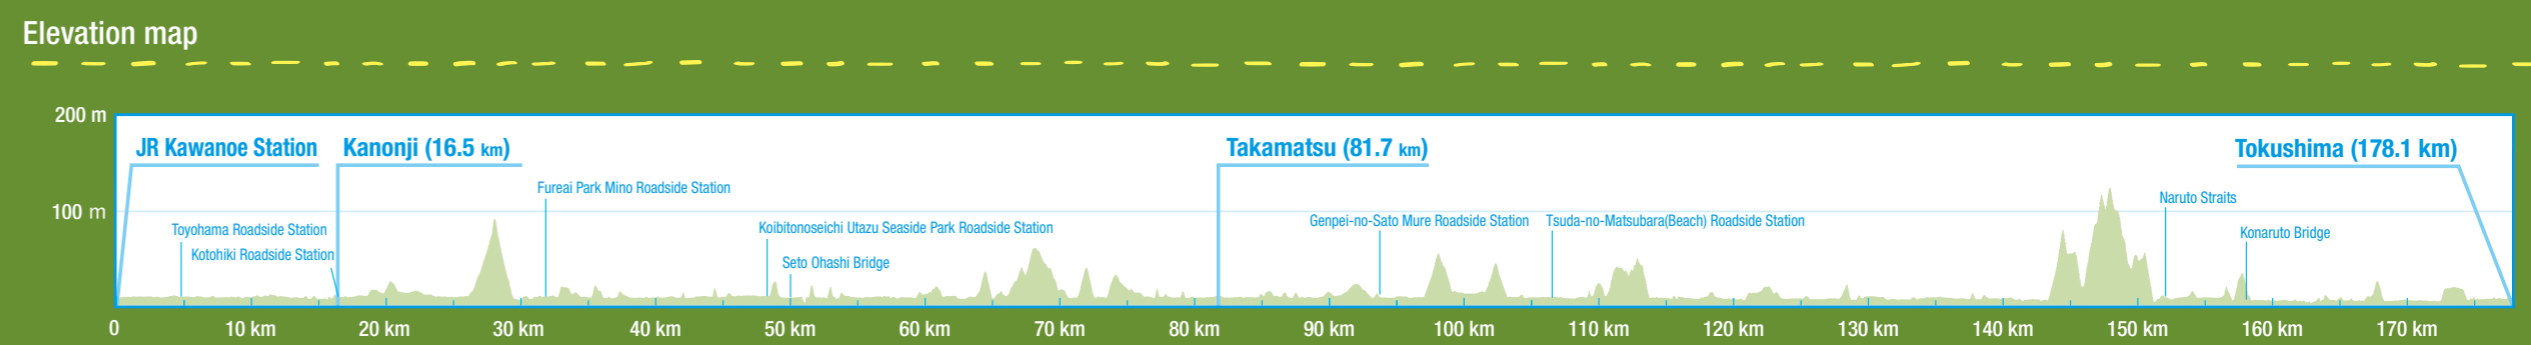 Elevation map
200 m
JR Kawanoe Station
Kanonji (16.5 km)
Takamatsu (81.7 km)
Tokushima (178.1 km)
Fureai Park Mino Roadside Station
Naruto Straits
100 m
Toyohama Roadside Station
Koibitonoseichi Utazu Seaside Park Roadside Station
Genpei-no-Sato Mure Roadside Station
Tsuda-no-Matsubara(Beach) Roadside Station
Konaruto Bridge
Kotohiki Roadside Station
Seto Ohashi Bridge
0 10 km 20 km 30 km 40 km 50 km 60 km 70 km 80 km 90 km 100 km 110 km 120 km 130 km 140 km 150 km 160 km 170 km